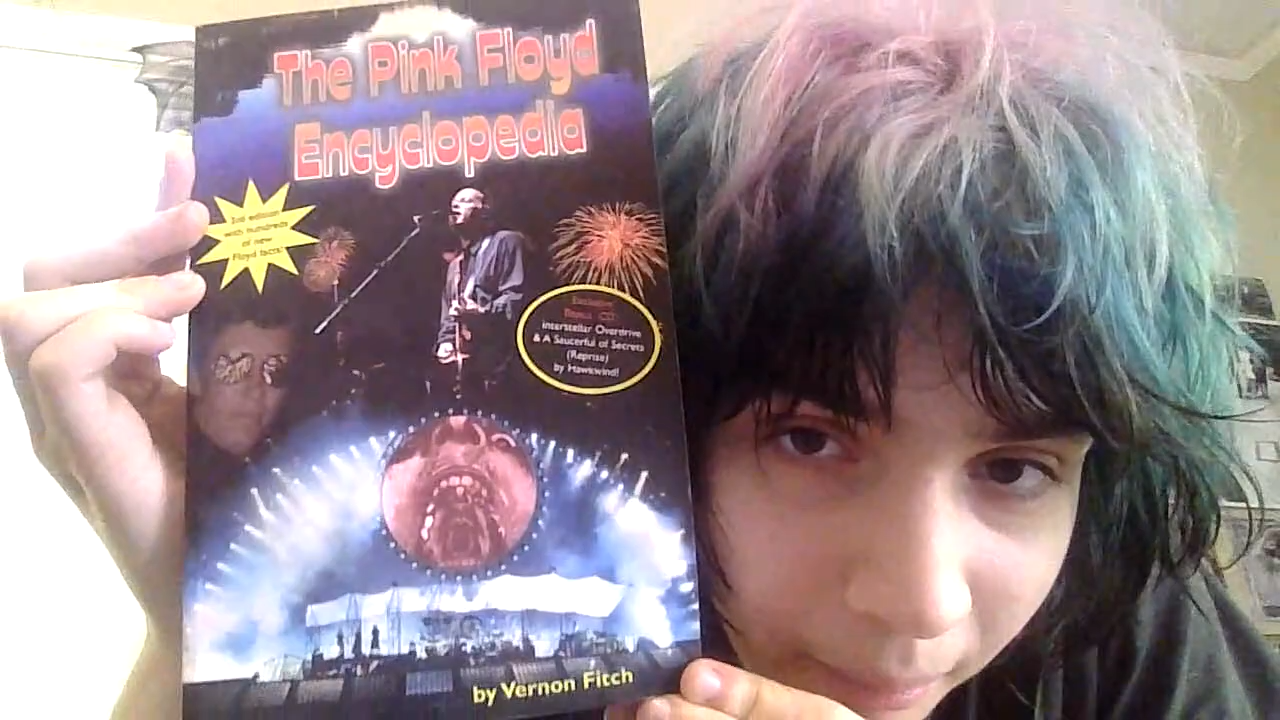 The Pink Floyd
Encyclopedia
3rd edition
with hundreds
of new
Floyd facts!
Exclusive
Bonus CD:
Interstellar Overdrive
& A Saucerful of Secrets
(Reprise)
by Hawkwind!
by Vernon Fitch